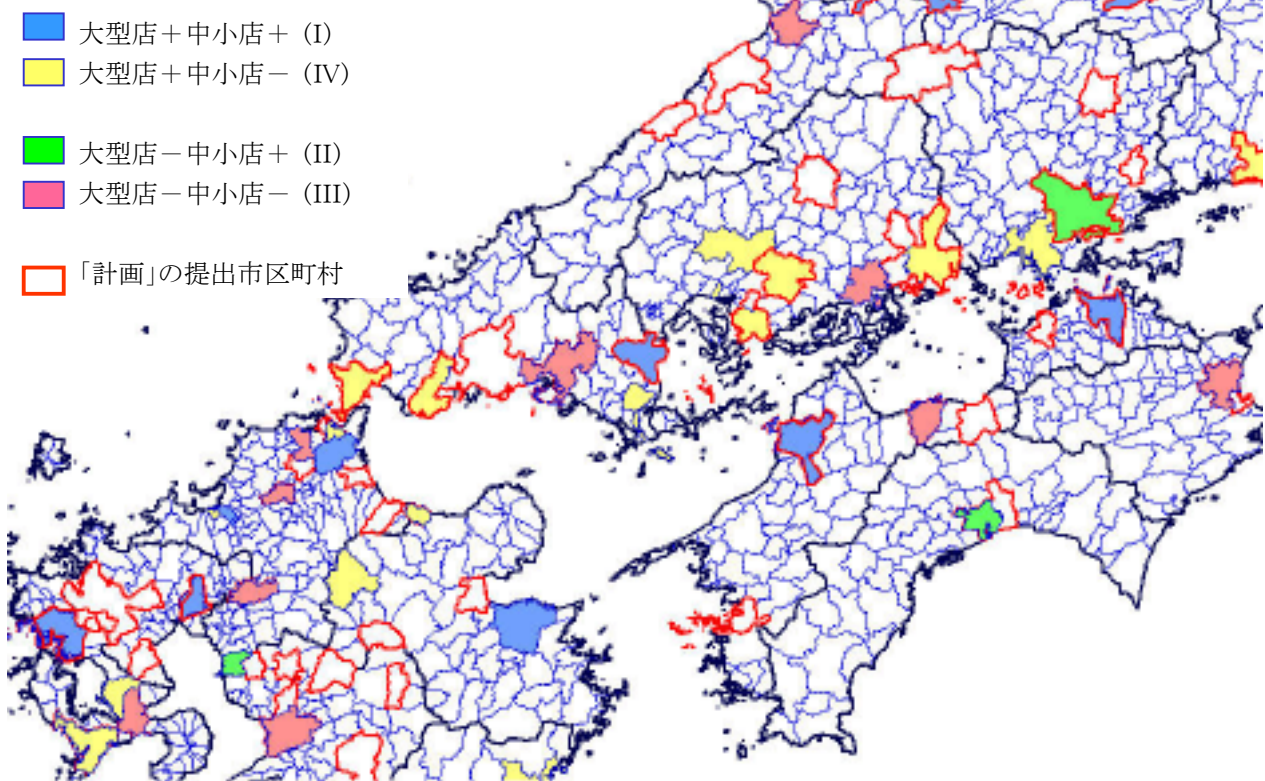 大型店＋中小店＋ (I)
大型店＋中小店－ (IV)
大型店－中小店＋ (II)
大型店－中小店－ (III)
「計画」の提出市区町村